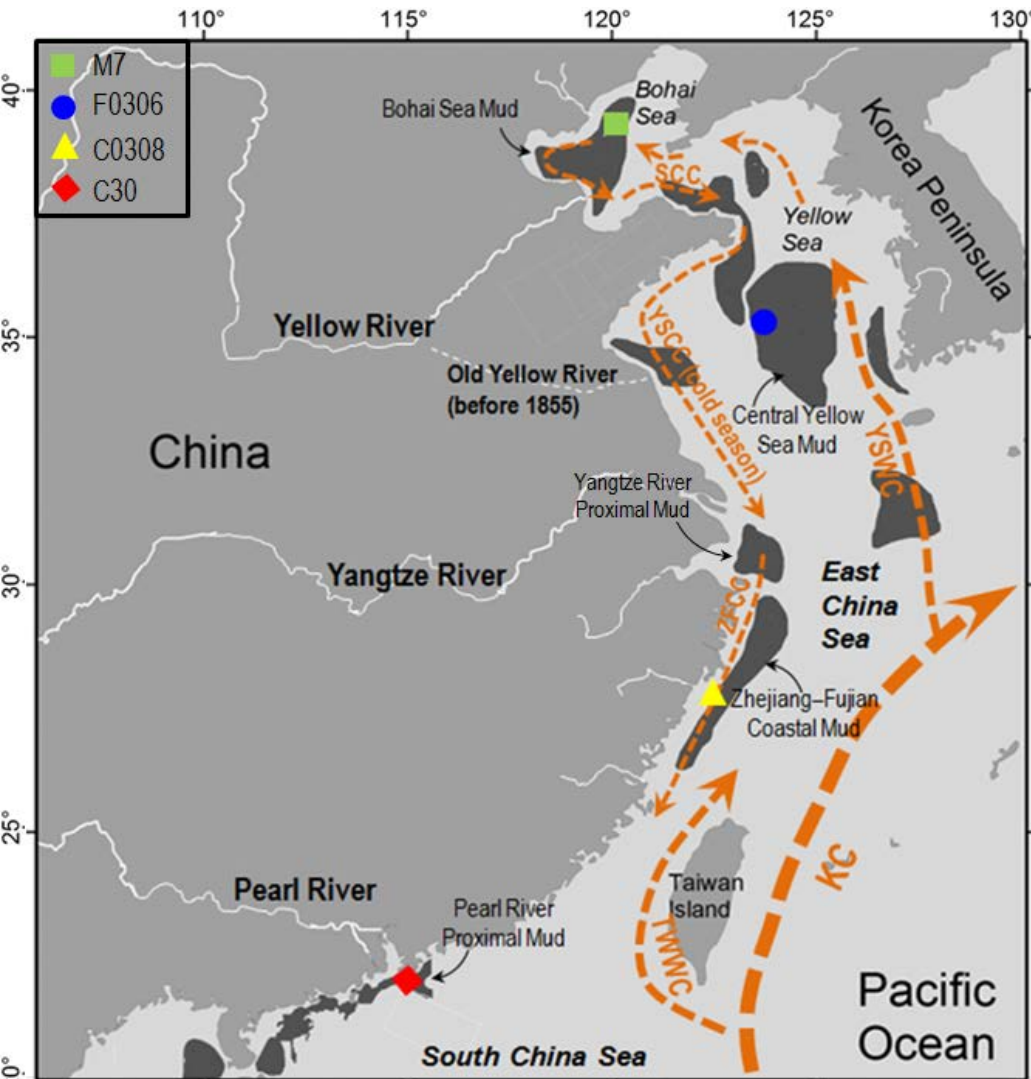 110°
115°
120°
125°
130°
M7
F0306
C0308
C30
40°
35°
30°
25°
0°
Bohai Sea Mud
Bohai
Sea
SCC
Korea Peninsula
Yellow
Sea
Yellow River
Old Yellow River
(before 1855)
YSCC (cold season)
Central Yellow
Sea Mud
YSWC
China
Yangtze River
Proximal Mud
Yangtze River
East
China
Sea
ZFCC
Zhejiang–Fujian
Coastal Mud
KC
Pearl River
Taiwan
Island
Pearl River
Proximal Mud
TWWC
Pacific
Ocean
South China Sea